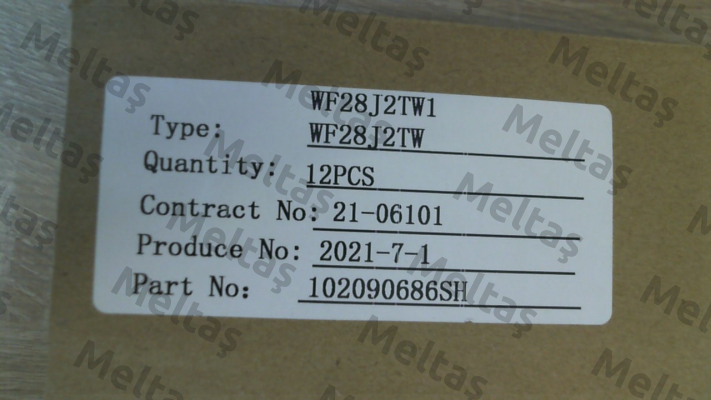 WF28J2TW1
Type: WF28J2TW
Quantity: 12PCS
Contract No: 21-06101
Produce No: 2021-7-1
Part No: 102090686SH
Meltaş